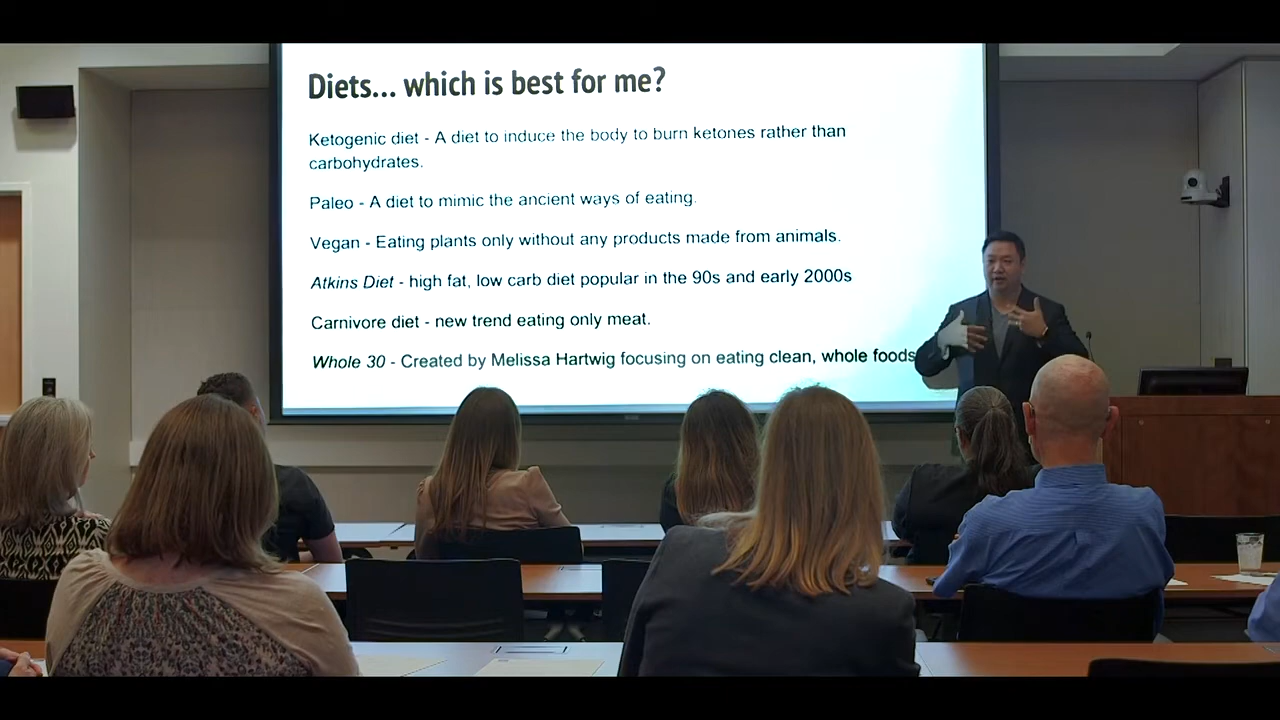 Diets... which is best for me?
Ketogenic diet - A diet to induce the body to burn ketones rather than
carbohydrates.
Paleo - A diet to mimic the ancient ways of eating.
Vegan - Eating plants only without any products made from animals.
Atkins Diet - high fat, low carb diet popular in the 90s and early 2000s
Carnivore diet - new trend eating only meat.
Whole 30 - Created by Melissa Hartwig focusing on eating clean, whole foods